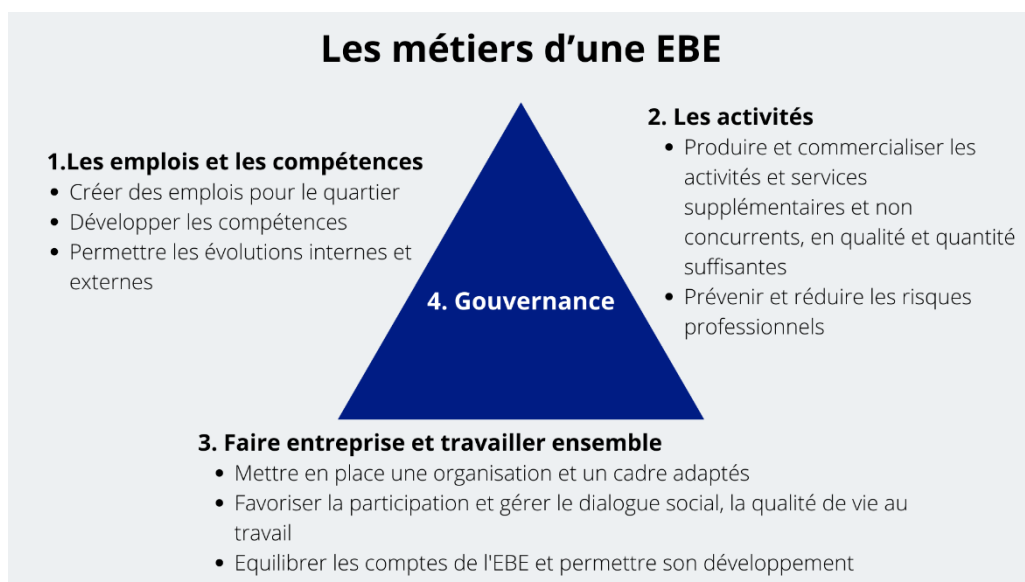 Les métiers d’une EBE
1.Les emplois et les compétences
• Créer des emplois pour le quartier
• Développer les compétences
• Permettre les évolutions internes et
externes
2. Les activités
• Produire et commercialiser les
activités et services
supplémentaires et non
concurrents, en qualité et quantité
suffisantes
• Prévenir et réduire les risques
professionnels
4. Gouvernance
3. Faire entreprise et travailler ensemble
• Mettre en place une organisation et un cadre adaptés
• Favoriser la participation et gérer le dialogue social, la qualité de vie au
travail
• Equilibrer les comptes de l'EBE et permettre son développement